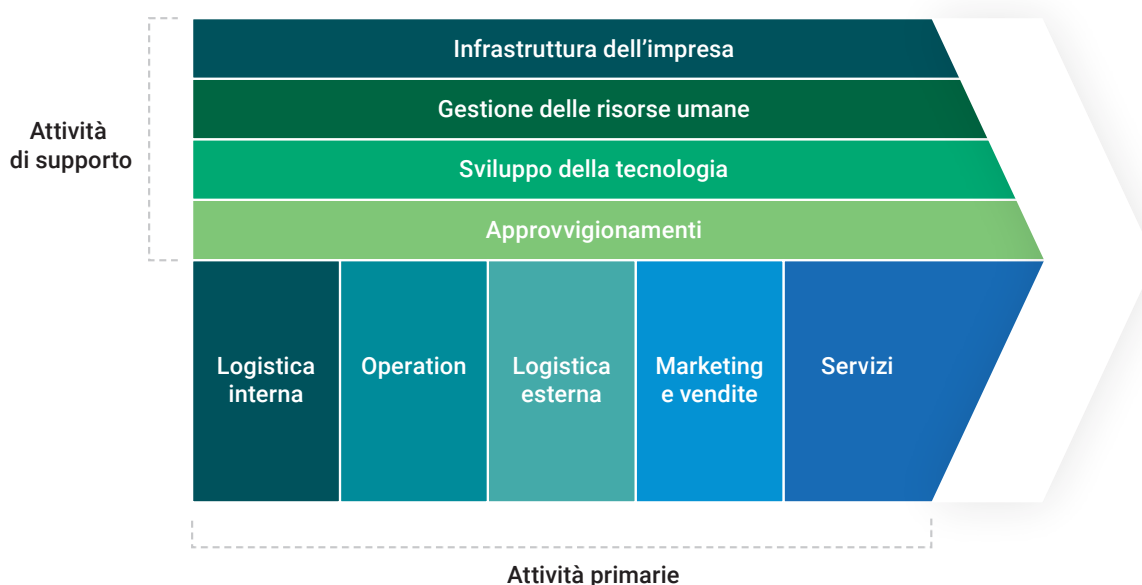 Infrastruttura dell'impresa
Gestione delle risorse umane
Attività
di supporto
Sviluppo della tecnologia
Approvvigionamenti
Logistica
interna
Operation
Logistica
esterna
Marketing
e vendite
Servizi
Attività primarie